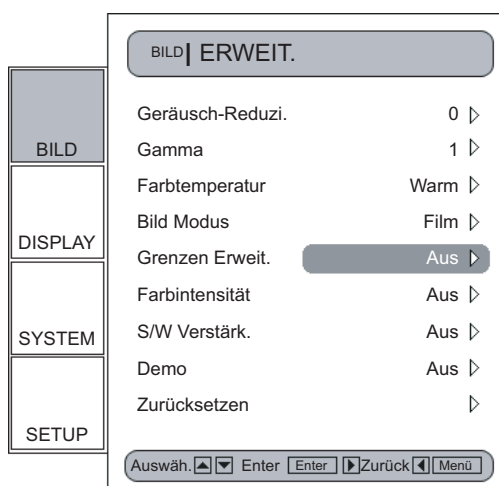 BILD| ERWEIT.
BILD
DISPLAY
SYSTEM
SETUP
Geräusch-Reduzi. 0
Gamma 1
Farbtemperatur Warm
Bild Modus Film
Grenzen Erweit. Aus
Farbintensität Aus
S/W Verstärk. Aus
Demo Aus
Zurücksetzen
Auswäh. Enter Enter Zurück Menü